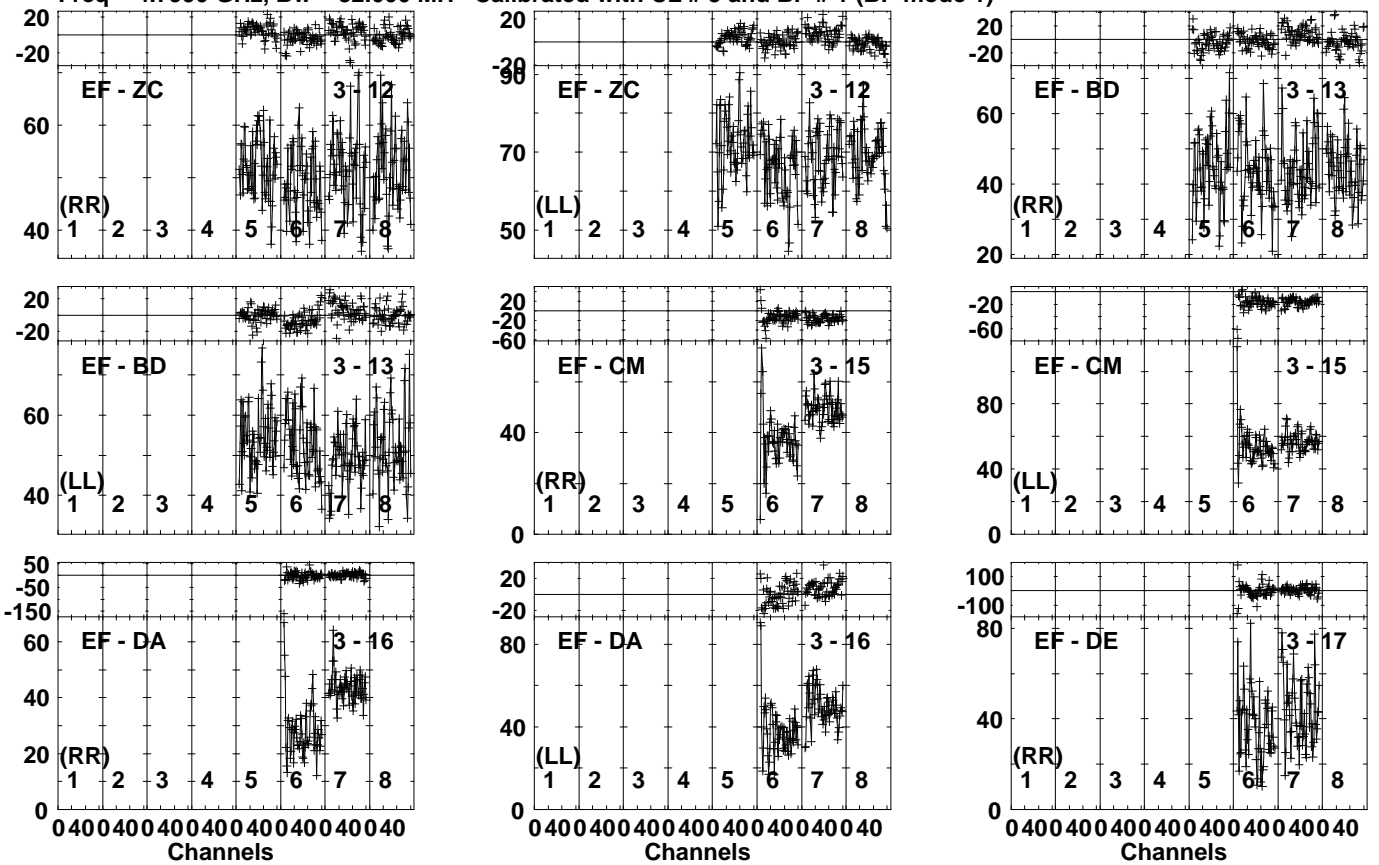 20 20 20
-20 -20 -20
EF - ZC 3 - 12 90 EF - ZC 3 - 12 EF - BD 3 - 13
60 70 60
40
(RR) (LL) (RR)
40 1 2 3 4 5 6 7 8 50 1 2 3 4 5 6 7 8 20 1 2 3 4 5 6 7 8
20 20 -20
-20 -20 -60
-60
EF - BD 3 - 13 EF - CM 3 - 15 EF - CM 3 - 15
60 40 80
40 40
(LL) (RR) (LL)
1 2 3 4 5 6 7 8 1 2 3 4 5 6 7 8 1 2 3 4 5 6 7 8
0 0
50 20 100
-50 -20 -100
-150
60 EF - DA 3 - 16 80 EF - DA 3 - 16 80 EF - DE 3 - 17
40 40 40
20
(RR) (LL) (RR)
1 2 3 4 5 6 7 8 1 2 3 4 5 6 7 8 1 2 3 4 5 6 7 8
0 0 0
0 40 0 40 0 40 0 40 0 40 0 40 0 40 0 40 0 40 0 40 0 40 0 40 0 40 0 40 0 40 0 40 0 40 0 40 0 40 0 40 0 40 0 40 0 40 0 40
Channels Channels Channels